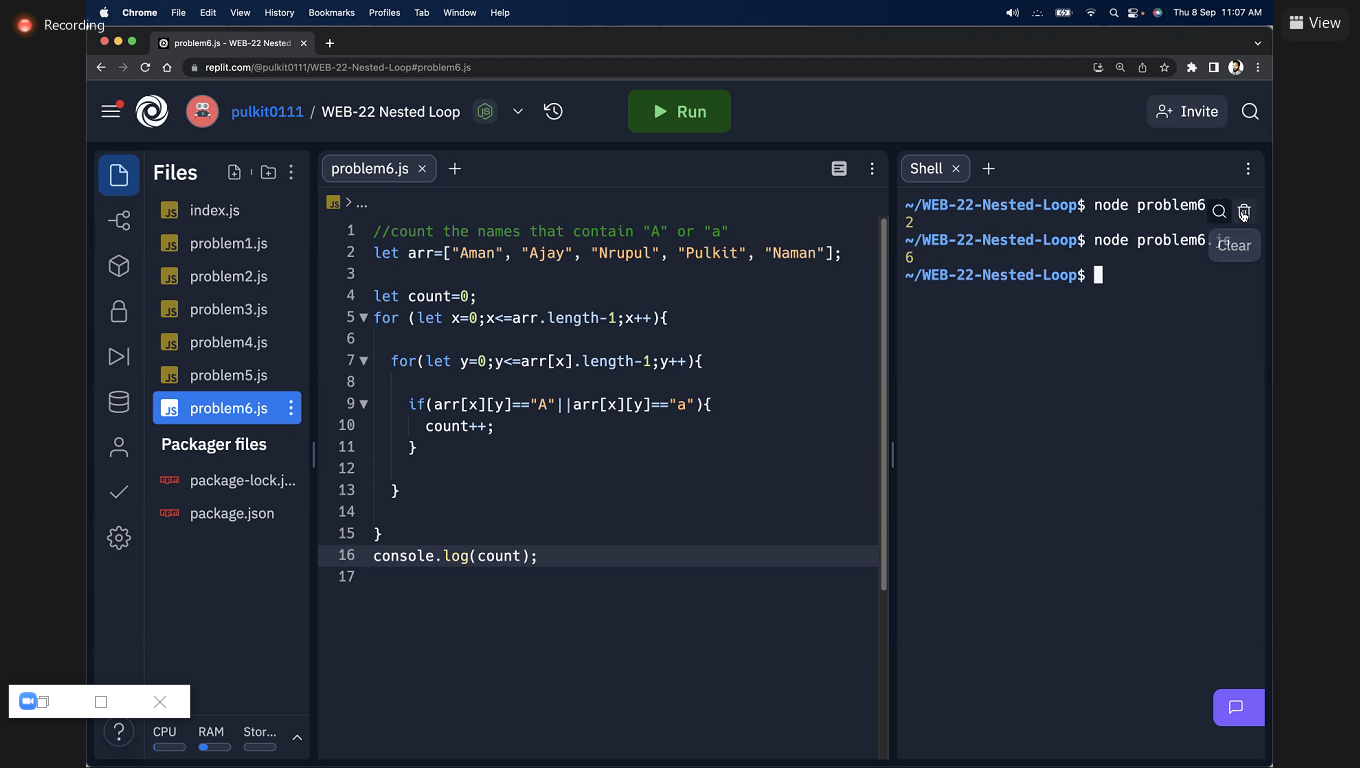 Recording
Chrome File Edit View History Bookmarks Profiles Tab Window Help
Thu 8 Sep 11:07 AM
View
problem6.js - WEB-22 Nested
replit.com/@pulkit0111/WEB-22-Nested-Loop#problem6.js
pulkit0111 / WEB-22 Nested Loop
Run
Invite
Files
index.js
problem1.js
problem2.js
problem3.js
problem4.js
problem5.js
problem6.js
Packager files
package-lock.j...
package.json
CPU RAM Stor...
problem6.js
JS > ...
1 //count the names that contain "A" or "a"
2 let arr=["Aman", "Ajay", "Nrupul", "Pulkit", "Naman"];
3
4 let count=0;
5 for (let x=0;x<=arr.length-1;x++){
6
7 for(let y=0;y<=arr[x].length-1;y++){
8
9 if(arr[x][y]=="A"||arr[x][y]=="a"){
10 count++;
11 }
12
13 }
14
15 }
16 console.log(count);
17
Shell
~/WEB-22-Nested-Loop$ node problem6
2
~/WEB-22-Nested-Loop$ node problem6.js
Clear
6
~/WEB-22-Nested-Loop$